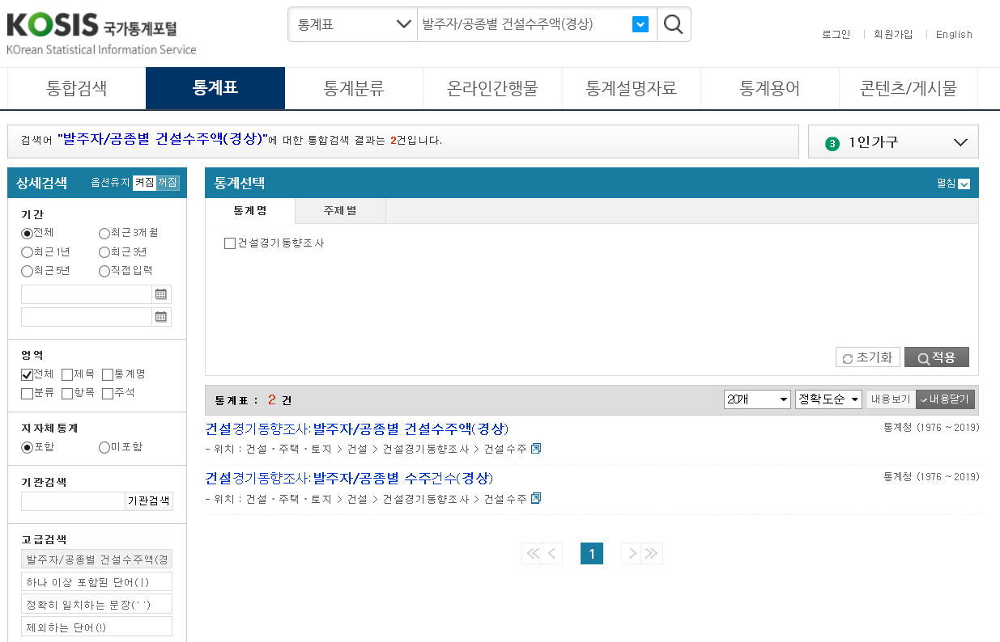 KOSIS 국가통계포털
KOrean Statistical Information Service
통계표 발주자/공종별 건설수주액(경상)
로그인 회원가입 English
통합검색 통계표 통계분류 온라인간행물 통계설명자료 통계용어 콘텐츠/게시물
검색어 "발주자/공종별 건설수주액(경상)"에 대한 통합검색 결과는 2건입니다.
3 1인가구
상세검색 옵션유지 켜짐 꺼짐
기간
전체 최근 3개월
최근 1년 최근 3년
최근 5년 직접입력
영역
전체 제목 통계명
분류 항목 주석
지자체 통계
포함 미포함
기관검색
기관검색
고급검색
발주자/공종별 건설수주액(경
하나 이상 포함된 단어(|)
정확히 일치하는 문장(' ')
제외하는 단어(!)
통계선택 펼침
통계명 주제별
건설경기동향조사
초기화 적용
통계표 : 2 건 20개 정확도순 내용보기 내용닫기
건설경기동향조사: 발주자/공종별 건설수주액(경상) 통계청 (1976 ~ 2019)
- 위치 : 건설・주택・토지 > 건설 > 건설경기동향조사 > 건설수주
건설경기동향조사: 발주자/공종별 수주건수(경상) 통계청 (1976 ~ 2019)
- 위치 : 건설・주택・토지 > 건설 > 건설경기동향조사 > 건설수주
1